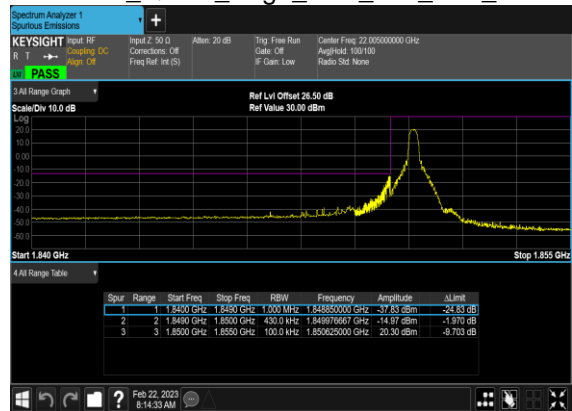 Spectrum Analyzer 1
Spurious Emissions
+
KEYSIGHT Input: RF
R T Coupling: DC
Align: Off
LW PASS
Input Z: 50 Ω
Corrections: Off
Freq Ref: Int (S)
Atten: 20 dB
Trig: Free Run
Gate: Off
IF Gain: Low
Center Freq: 22.005000000 GHz
Avg|Hold: 100/100
Radio Std: None
3 All Range Graph
Ref Lvl Offset 26.50 dB
Scale/Div 10.0 dB
Ref Value 30.00 dBm
Log
20.0
10.0
0.00
-10.0
-20.0
-30.0
-40.0
-50.0
-60.0
Start 1.840 GHz
Stop 1.855 GHz
4 All Range Table
Spur Range Start Freq Stop Freq RBW Frequency Amplitude ΔLimit
1 1 1.8400 GHz 1.8490 GHz 1.000 MHz 1.848850000 GHz -37.83 dBm -24.83 dB
2 2 1.8490 GHz 1.8500 GHz 430.0 kHz 1.849976667 GHz -14.97 dBm -1.970 dB
3 3 1.8500 GHz 1.8550 GHz 100.0 kHz 1.850625000 GHz 20.30 dBm -9.703 dB
?
Feb 22, 2023
8:14:33 AM